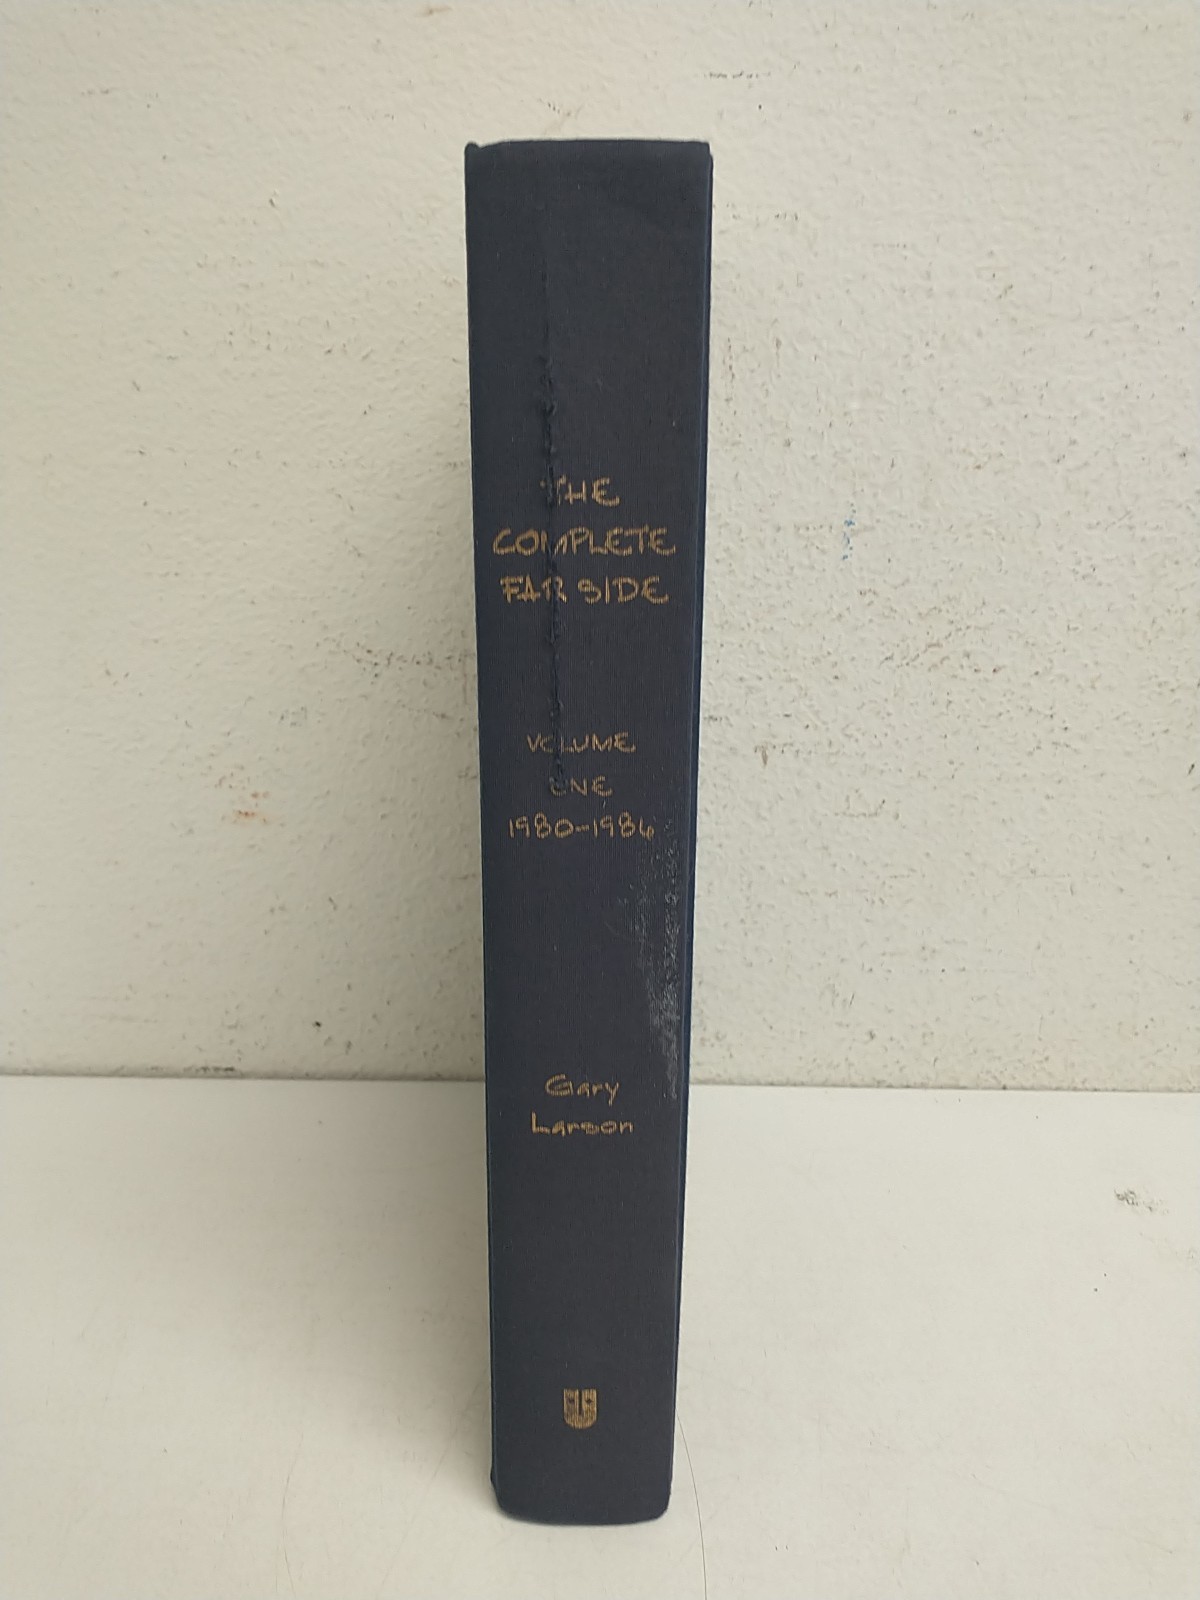 THE
COMPLETE
FAR SIDE
VOLUME
ONE
1980-1986
Gary
Larson